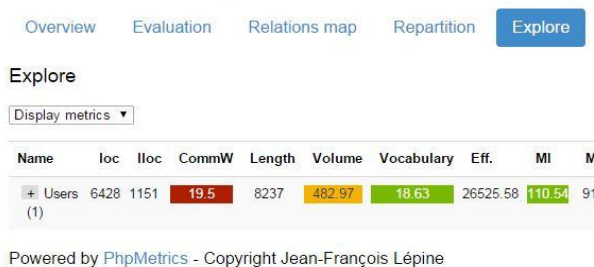 Overview Evaluation Relations map Repartition Explore
Explore
Display metrics ▼
Name loc lloc CommW Length Volume Vocabulary Eff. MI
+ Users 6428 1151 19.5 8237 482.97 18.63 26525.58 110.54 91
(1)
Powered by PhpMetrics - Copyright Jean-François Lépine